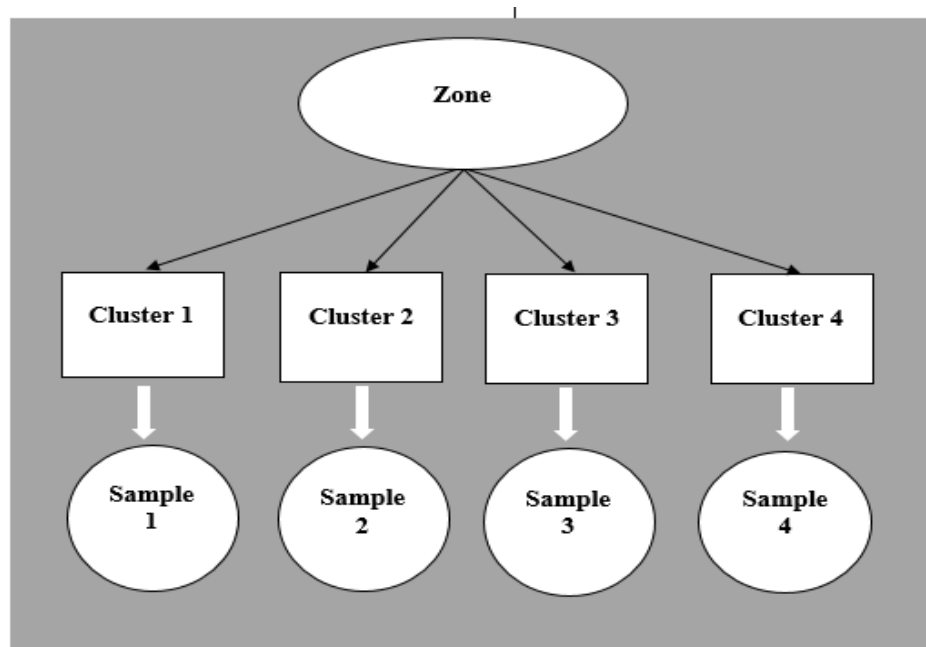 Zone
Cluster 1
Cluster 2
Cluster 3
Cluster 4
Sample
1
Sample
2
Sample
3
Sample
4